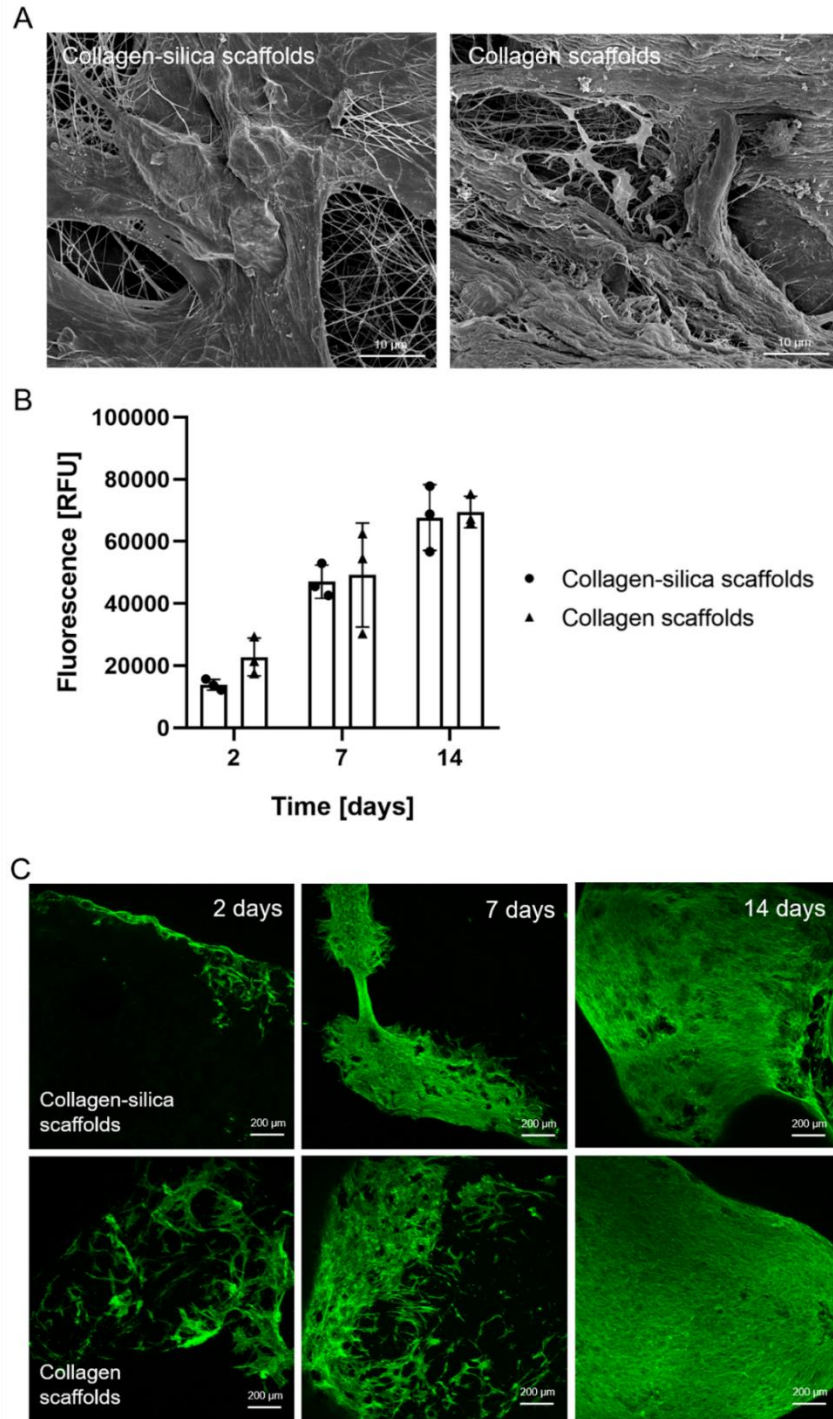 A
Collagen-silica scaffolds
Collagen scaffolds
10 µm
10 µm
B
Fluorescence [RFU]
100000
80000
60000
40000
20000
0
2
7
14
Time [days]
Collagen-silica scaffolds
Collagen scaffolds
C
2 days
7 days
14 days
Collagen-silica
scaffolds
200 µm
200 µm
200 µm
Collagen
scaffolds
200 µm
200 µm
200 µm